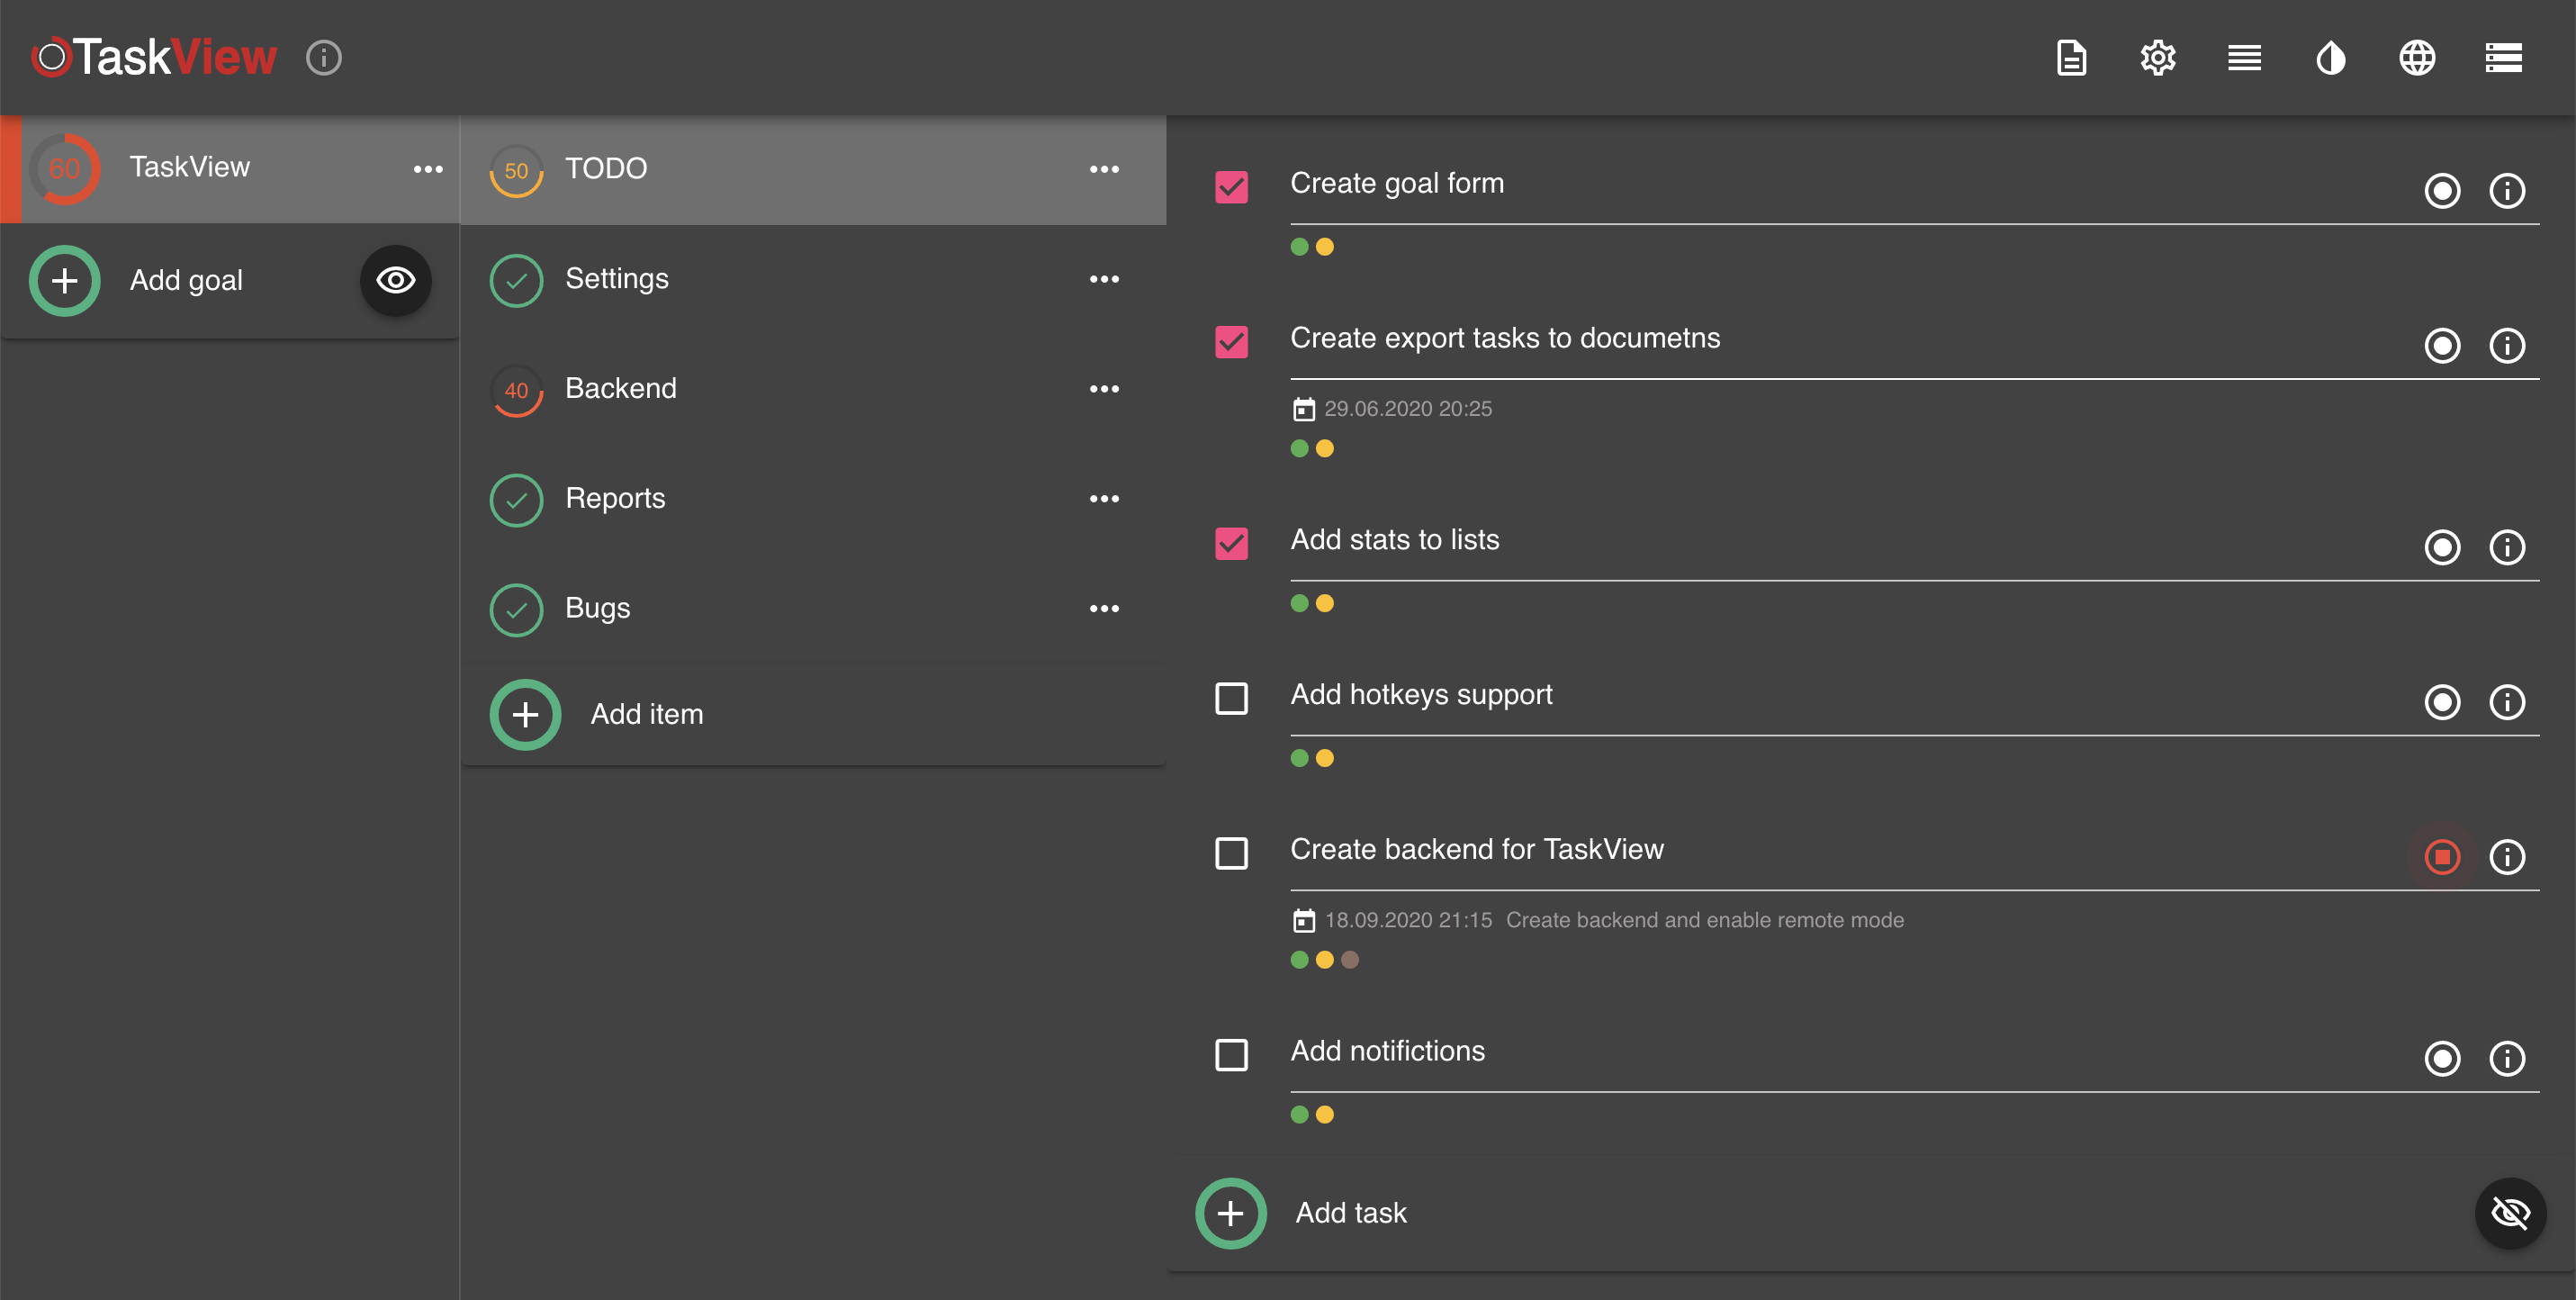 TaskView
60
TaskView
Add goal
50
TODO
Settings
40
Backend
Reports
Bugs
Add item
Create goal form
Create export tasks to documetns
29.06.2020 20:25
Add stats to lists
Add hotkeys support
Create backend for TaskView
18.09.2020 21:15 Create backend and enable remote mode
Add notifictions
Add task